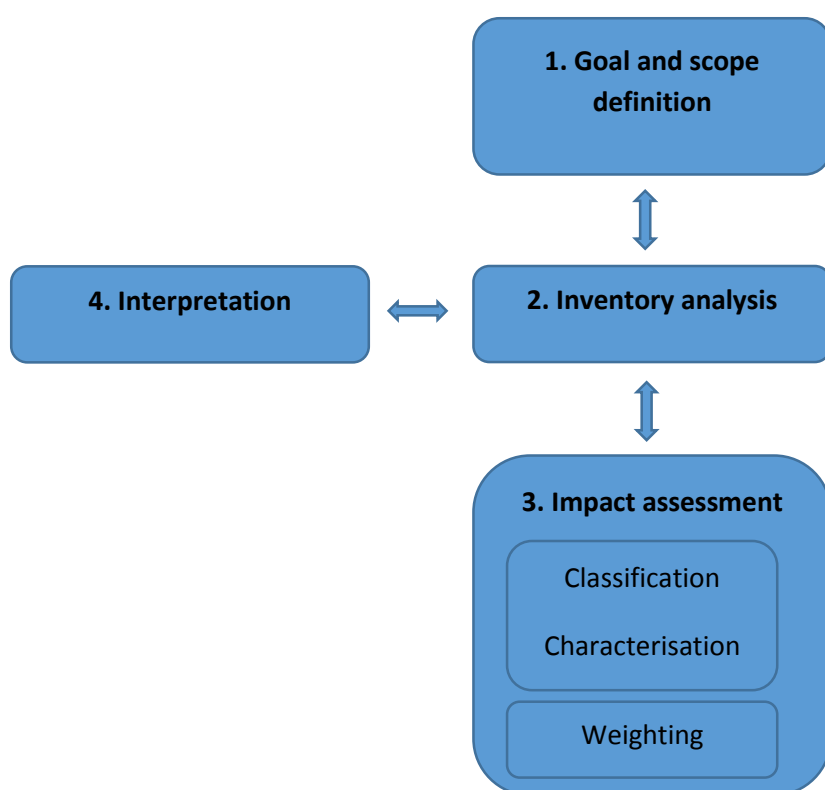 1. Goal and scope
definition
4. Interpretation
2. Inventory analysis
3. Impact assessment
Classification
Characterisation
Weighting